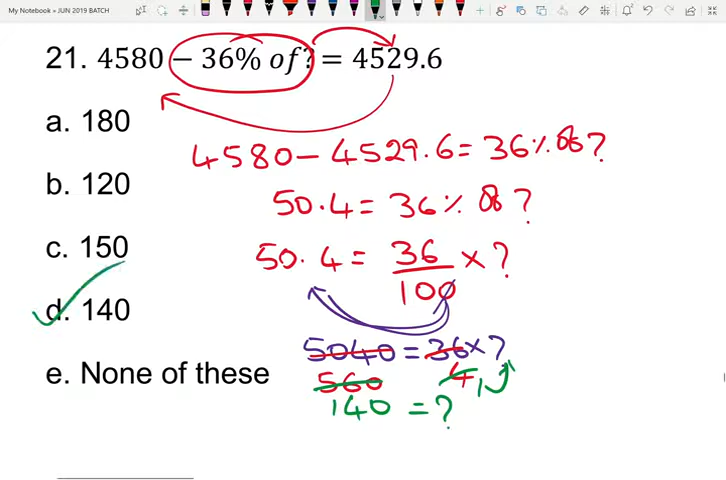 My Notebook » JUN 2019 BATCH
21. 4580 − 36% of ? = 4529.6
a. 180
4580 − 4529.6 = 36% of ?
b. 120
50.4 = 36% of ?
c. 150
50.4 = 36/100 × ?
d. 140
5040 = 36 × ?
e. None of these
560 4 1
140 = ?